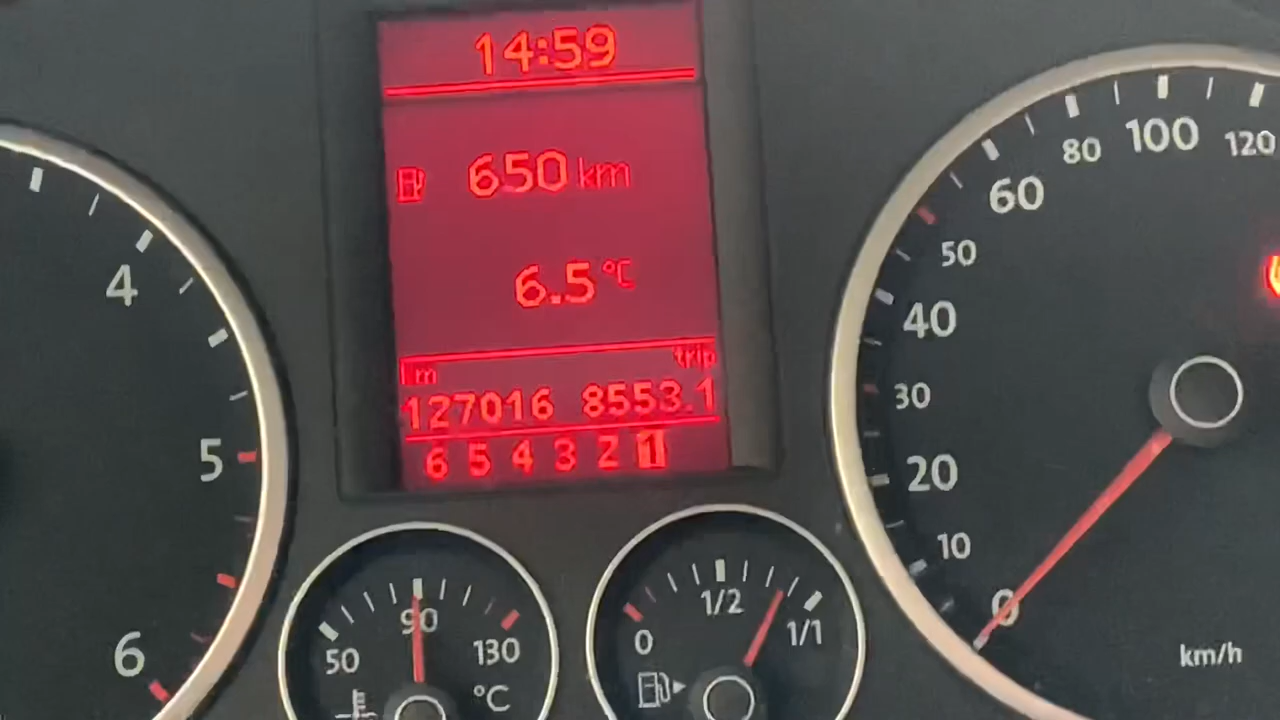 14:59
650 km
6.5 °C
km trip
127016 8553.1
6 5 4 3 2 1
4
5
6
50 90 130
°C
0 1/2 1/1
0 10 20 30 40 50 60 80 100 120
km/h